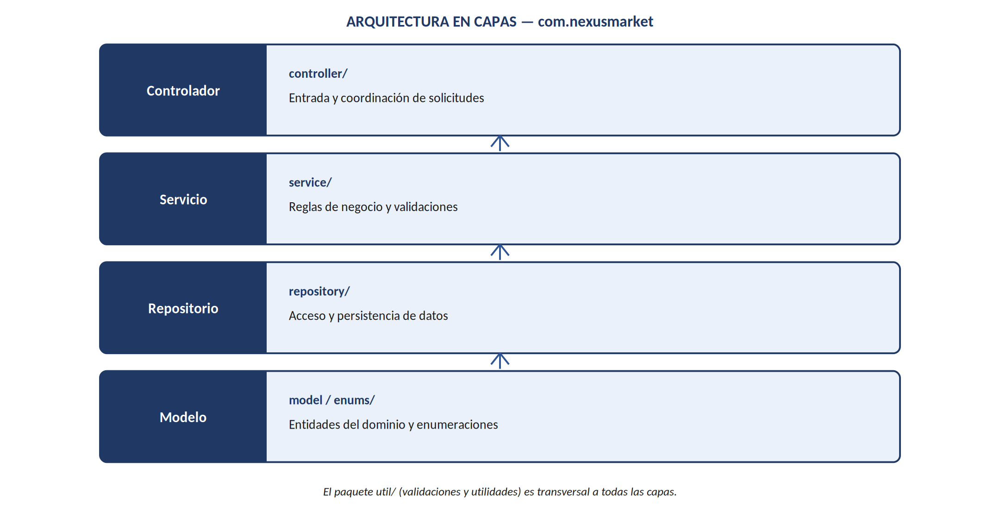 ARQUITECTURA EN CAPAS — com.nexusmarket
Controlador
controller/
Entrada y coordinación de solicitudes
Servicio
service/
Reglas de negocio y validaciones
Repositorio
repository/
Acceso y persistencia de datos
Modelo
model / enums/
Entidades del dominio y enumeraciones
El paquete util/ (validaciones y utilidades) es transversal a todas las capas.